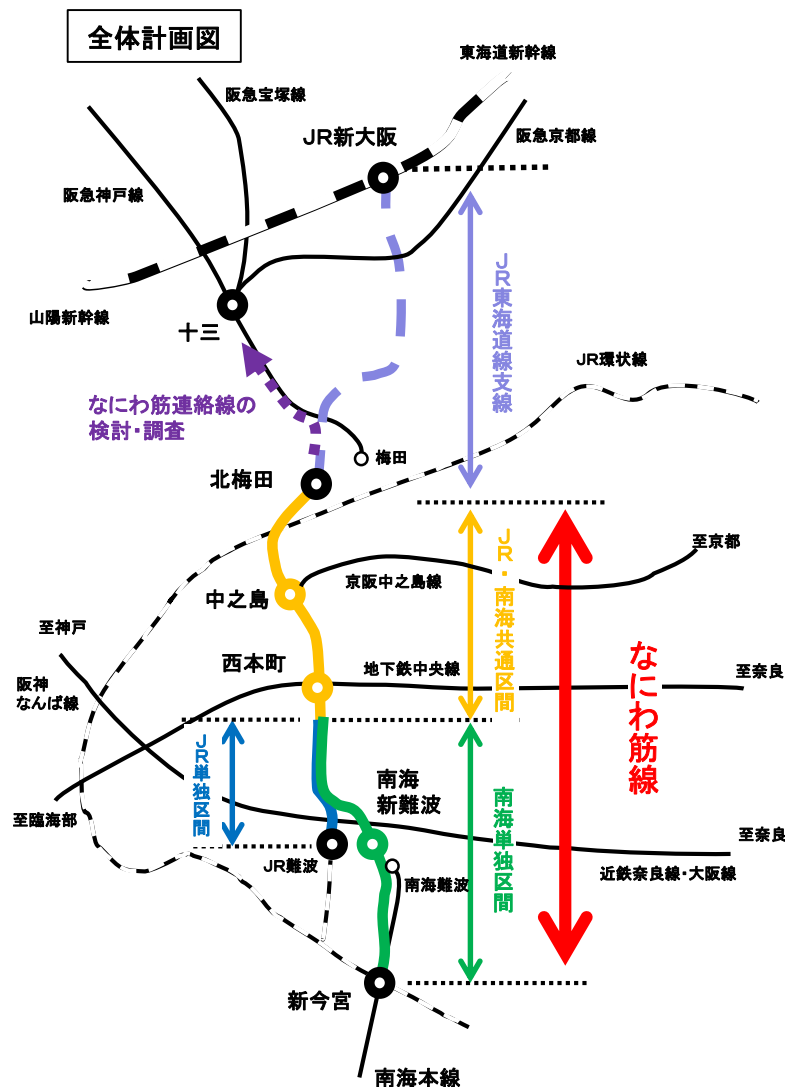 全体計画図
東海道新幹線
阪急宝塚線
JR新大阪
阪急京都線
阪急神戸線
山陽新幹線
十三
JR東海道線支線
JR環状線
なにわ筋連絡線の
検討・調査
梅田
北梅田
至京都
JR・南海共通区間
京阪中之島線
中之島
至神戸
西本町
地下鉄中央線
至奈良
阪神
なんば線
なにわ筋線
JR単独区間
南海
新難波
南海単独区間
至臨海部
至奈良
JR難波
近鉄奈良線・大阪線
南海難波
新今宮
南海本線